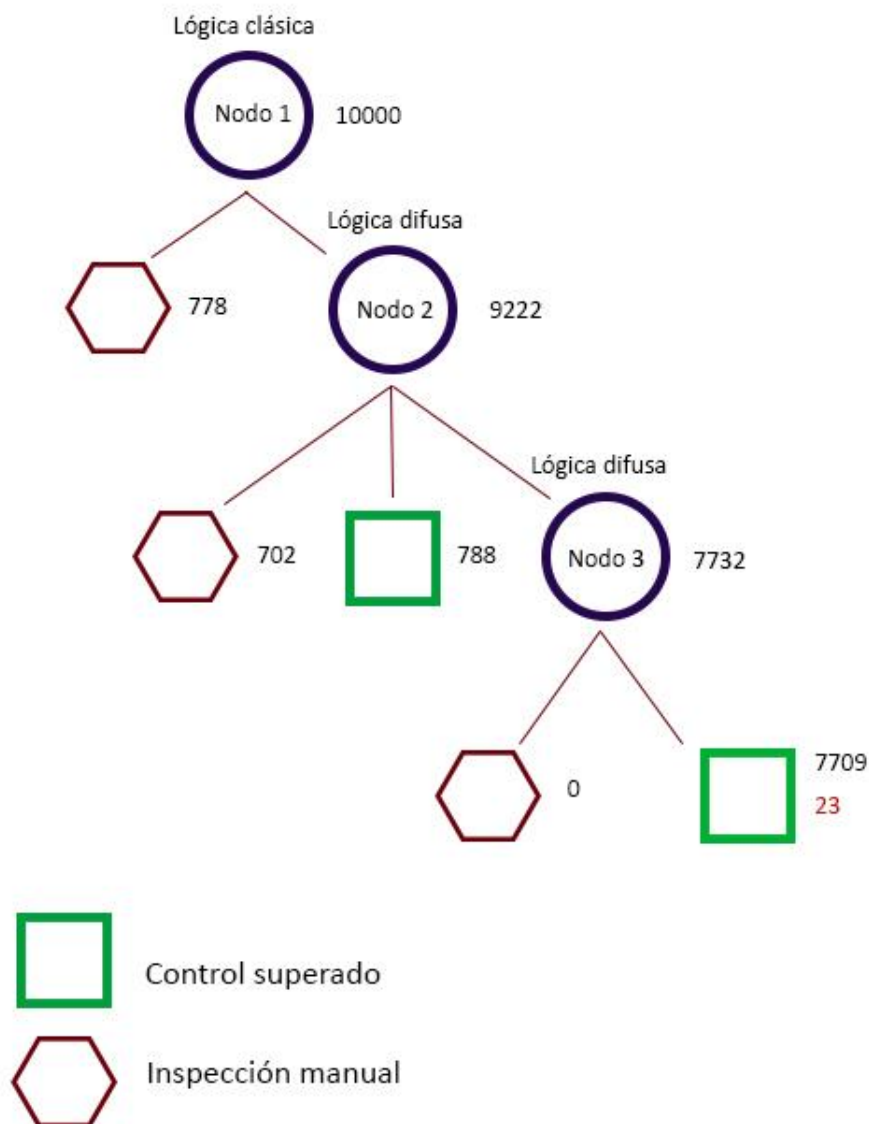 Lógica clásica
Nodo 1
10000
Lógica difusa
778
Nodo 2
9222
Lógica difusa
702
788
Nodo 3
7732
0
7709
23
Control superado
Inspección manual